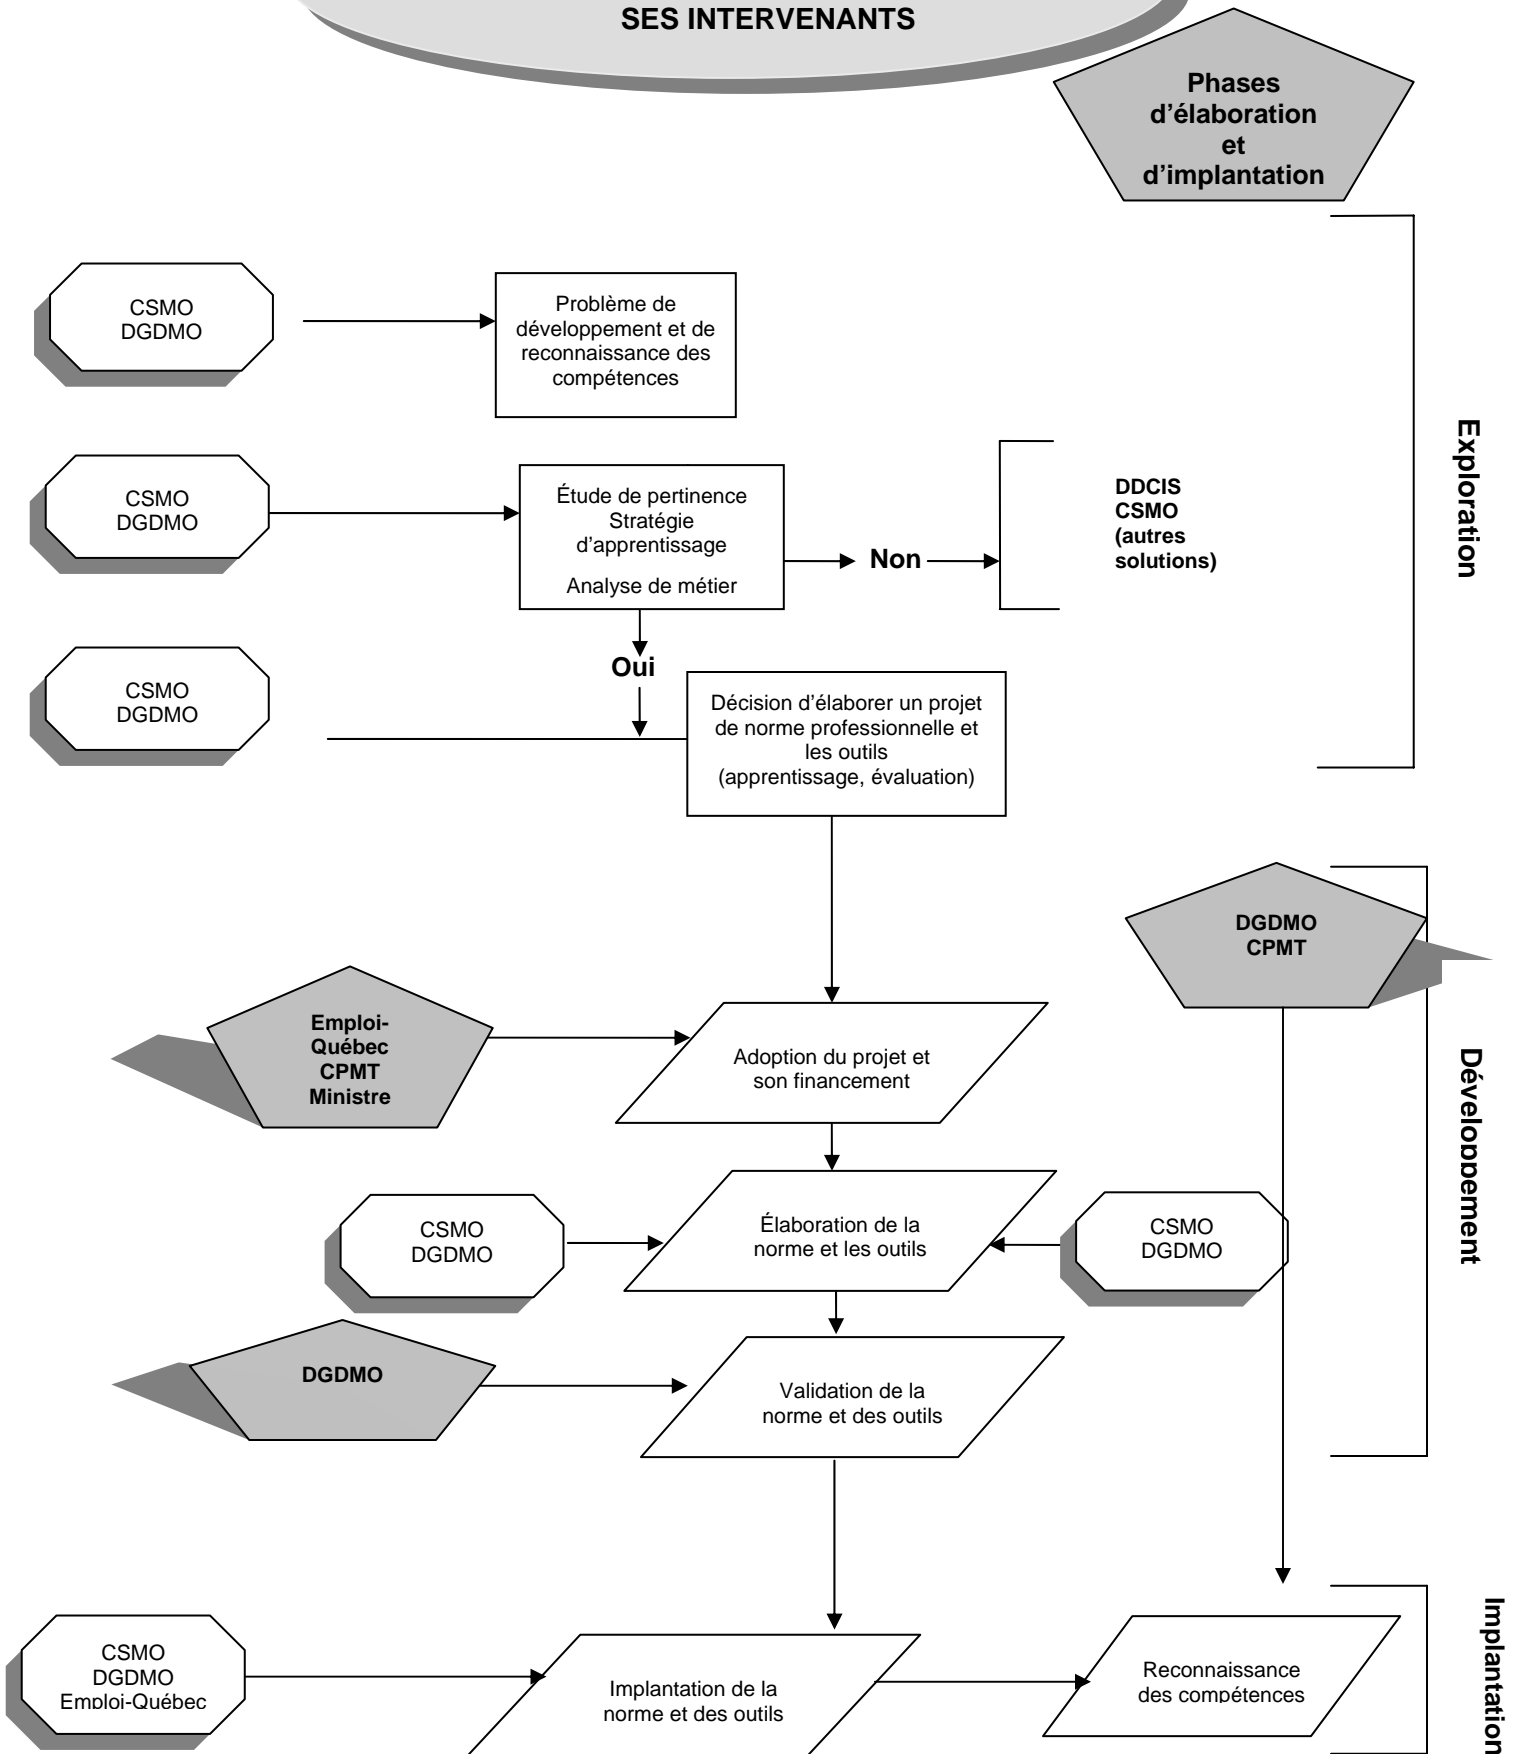 SES INTERVENANTS
Phases
d’élaboration
et
d’implantation
CSMO
DGDMO
Problème de
développement et de
reconnaissance des
compétences
Exploration
CSMO
DGDMO
Étude de pertinence
Stratégie
d’apprentissage
Analyse de métier
Non
DDCIS
CSMO
(autres
solutions)
Oui
CSMO
DGDMO
Décision d’élaborer un projet
de norme professionnelle et
les outils
(apprentissage, évaluation)
DGDMO
CPMT
Emploi-
Québec
CPMT
Ministre
Adoption du projet et
son financement
Développement
CSMO
DGDMO
Élaboration de la
norme et les outils
CSMO
DGDMO
DGDMO
Validation de la
norme et des outils
CSMO
DGDMO
Emploi-Québec
Implantation de la
norme et des outils
Reconnaissance
des compétences
Implantation